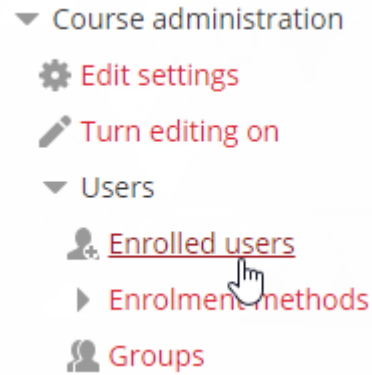 Course administration
Edit settings
Turn editing on
Users
Enrolled users
Enrolment methods
Groups